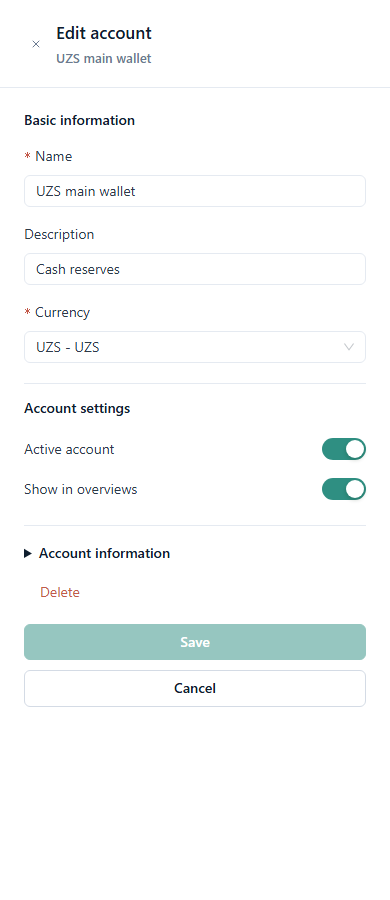 Edit account
UZS main wallet
Basic information
* Name
UZS main wallet
Description
Cash reserves
* Currency
UZS - UZS
Account settings
Active account
Show in overviews
Account information
Delete
Save
Cancel